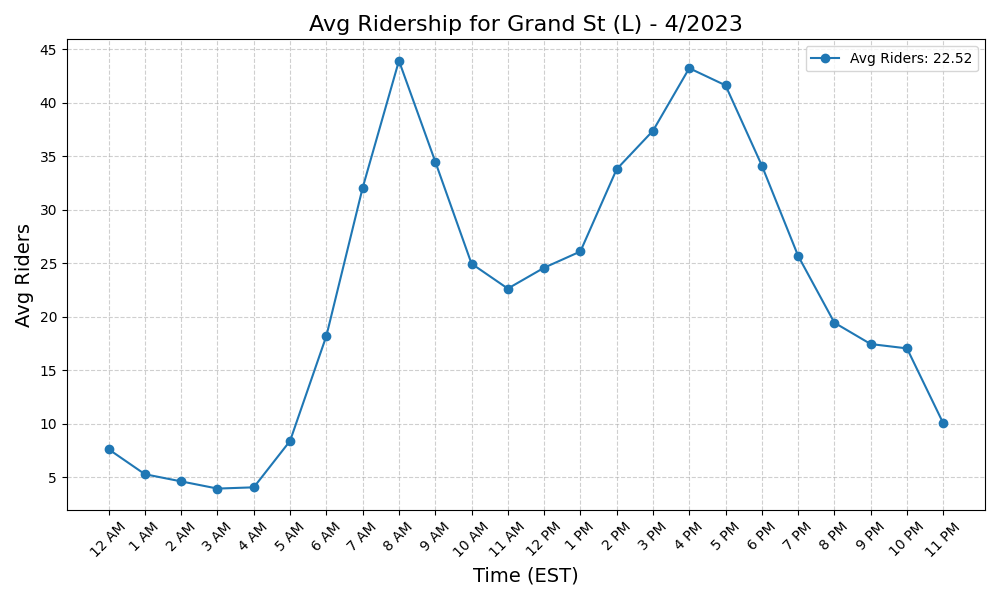 Avg Ridership for Grand St (L) - 4/2023
Avg Riders: 22.52
Avg Riders
45
40
35
30
25
20
15
10
5
12 AM
1 AM
2 AM
3 AM
4 AM
5 AM
6 AM
7 AM
8 AM
9 AM
10 AM
11 AM
12 PM
1 PM
2 PM
3 PM
4 PM
5 PM
6 PM
7 PM
8 PM
9 PM
10 PM
11 PM
Time (EST)